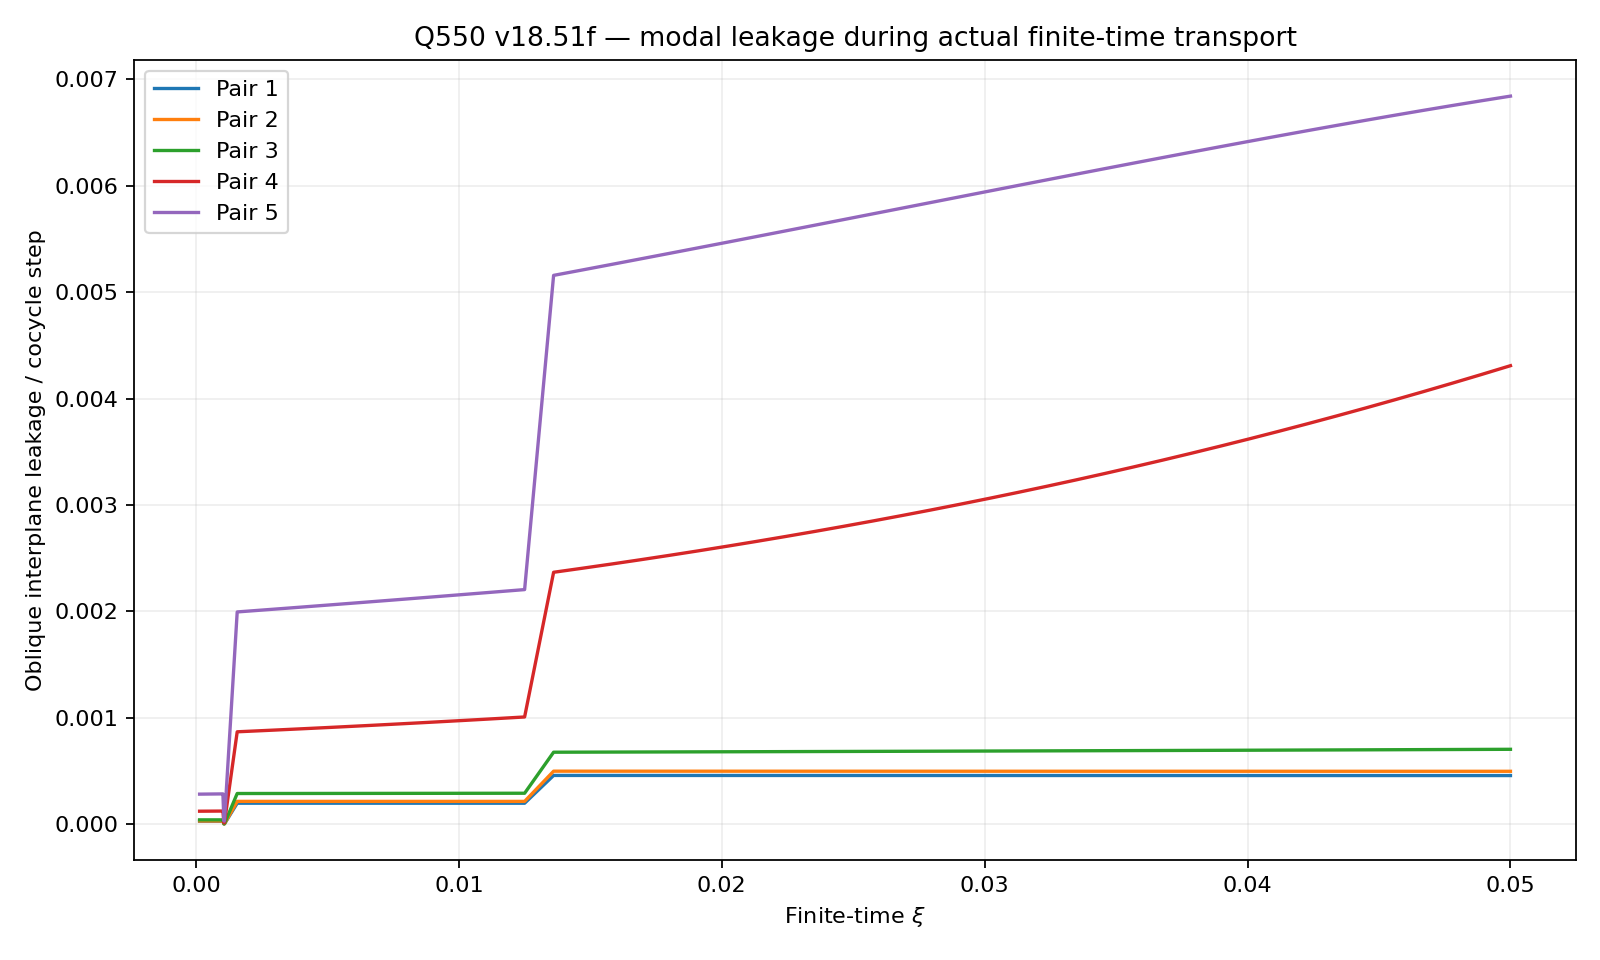 Q550 v18.51f — modal leakage during actual finite-time transport
Pair 1
Pair 2
Pair 3
Pair 4
Pair 5
Oblique interplane leakage / cocycle step
0.007
0.006
0.005
0.004
0.003
0.002
0.001
0.000
0.00 0.01 0.02 0.03 0.04 0.05
Finite-time ξ